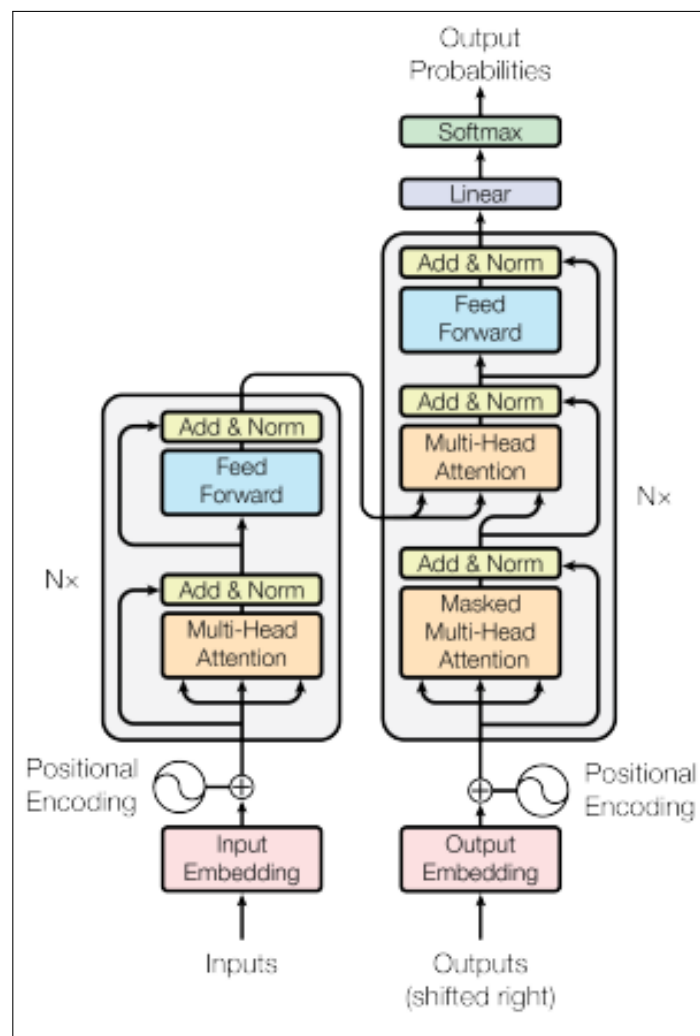 Output
Probabilities
Softmax
Linear
Add & Norm
Feed
Forward
Add & Norm
Multi-Head
Attention
Add & Norm
Masked
Multi-Head
Attention
Nx
Add & Norm
Feed
Forward
Add & Norm
Multi-Head
Attention
Nx
Positional
Encoding
Positional
Encoding
Input
Embedding
Output
Embedding
Inputs
Outputs
(shifted right)